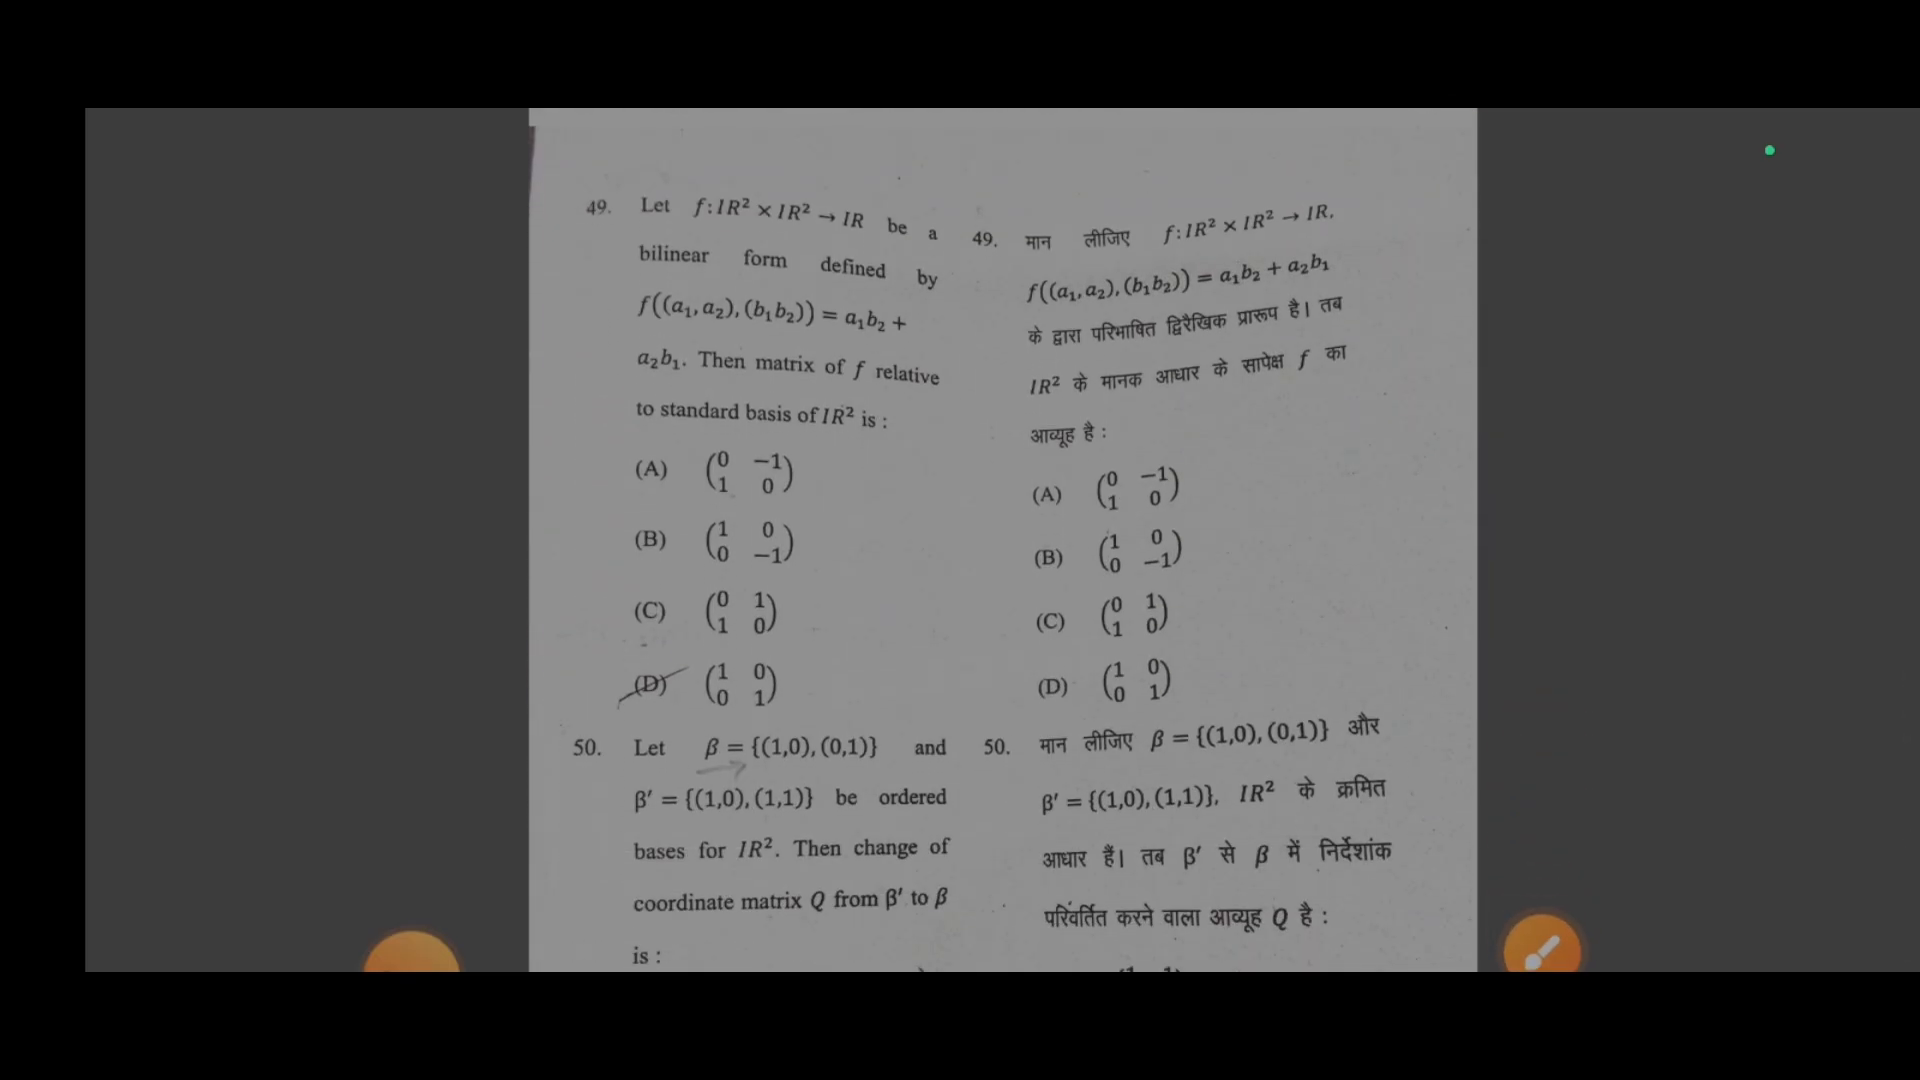 49. Let f:IR² × IR² → IR be a
bilinear form defined by
f((a₁, a₂), (b₁b₂)) = a₁b₂ +
a₂b₁. Then matrix of f relative
to standard basis of IR² is :
(A) (0 −1
1 0)
(B) (1 0
0 −1)
(C) (0 1
1 0)
(D) (1 0
0 1)
50. Let β = {(1,0), (0,1)} and
β′ = {(1,0), (1,1)} be ordered
bases for IR². Then change of
coordinate matrix Q from β′ to β
is :
49. मान लीजिए f:IR² × IR² → IR,
f((a₁, a₂), (b₁b₂)) = a₁b₂ + a₂b₁
के द्वारा परिभाषित द्विरैखिक प्रारूप है। तब
IR² के मानक आधार के सापेक्ष f का
आव्यूह है :
(A) (0 −1
1 0)
(B) (1 0
0 −1)
(C) (0 1
1 0)
(D) (1 0
0 1)
50. मान लीजिए β = {(1,0), (0,1)} और
β′ = {(1,0), (1,1)}, IR² के क्रमित
आधार हैं। तब β′ से β में निर्देशांक
परिवर्तित करने वाला आव्यूह Q है :